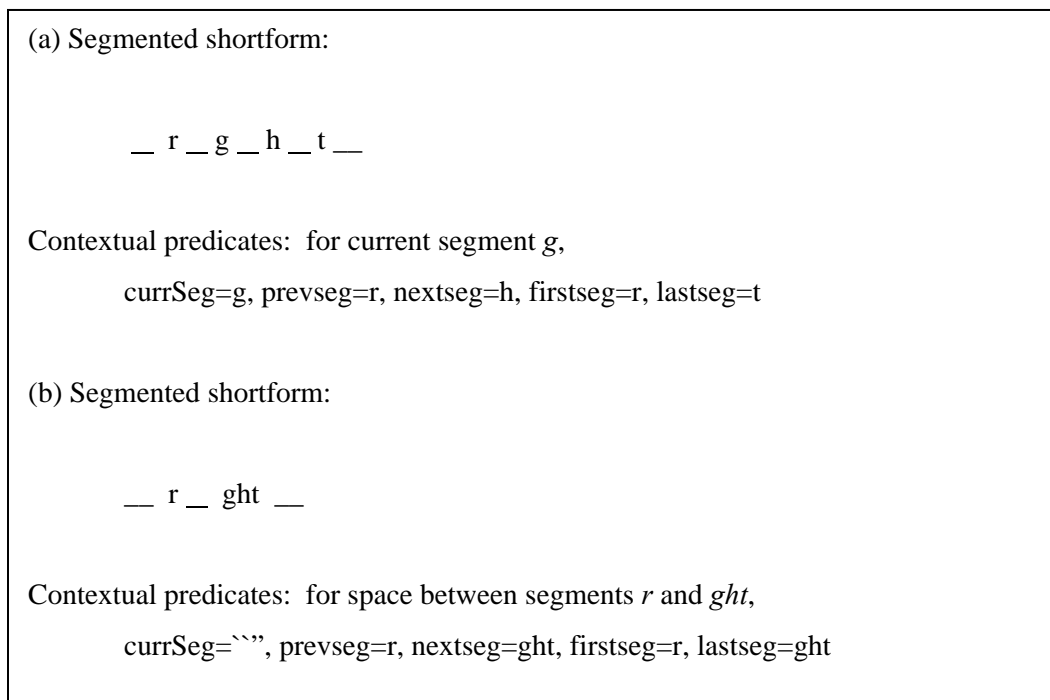 (a) Segmented shortform:
__ r __ g __ h __ t __
Contextual predicates: for current segment g,
currSeg=g, prevseg=r, nextseg=h, firstseg=r, lastseg=t
(b) Segmented shortform:
__ r __ ght __
Contextual predicates: for space between segments r and ght,
currSeg=``”, prevseg=r, nextseg=ght, firstseg=r, lastseg=ght